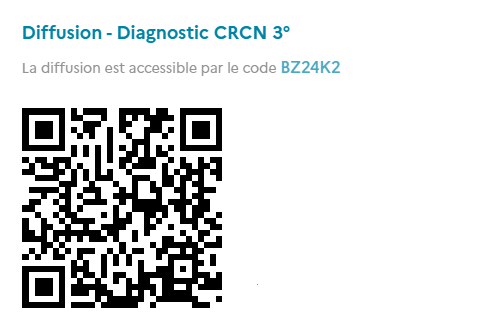 Diffusion - Diagnostic CRCN 3°
La diffusion est accessible par le code BZ24K2